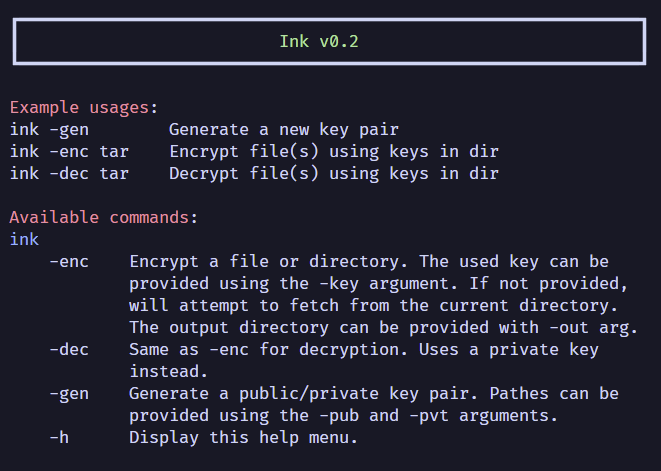 Ink v0.2
Example usages:
ink -gen        Generate a new key pair
ink -enc tar    Encrypt file(s) using keys in dir
ink -dec tar    Decrypt file(s) using keys in dir
Available commands:
ink
    -enc    Encrypt a file or directory. The used key can be
            provided using the -key argument. If not provided,
            will attempt to fetch from the current directory.
            The output directory can be provided with -out arg.
    -dec    Same as -enc for decryption. Uses a private key
            instead.
    -gen    Generate a public/private key pair. Pathes can be
            provided using the -pub and -pvt arguments.
    -h      Display this help menu.